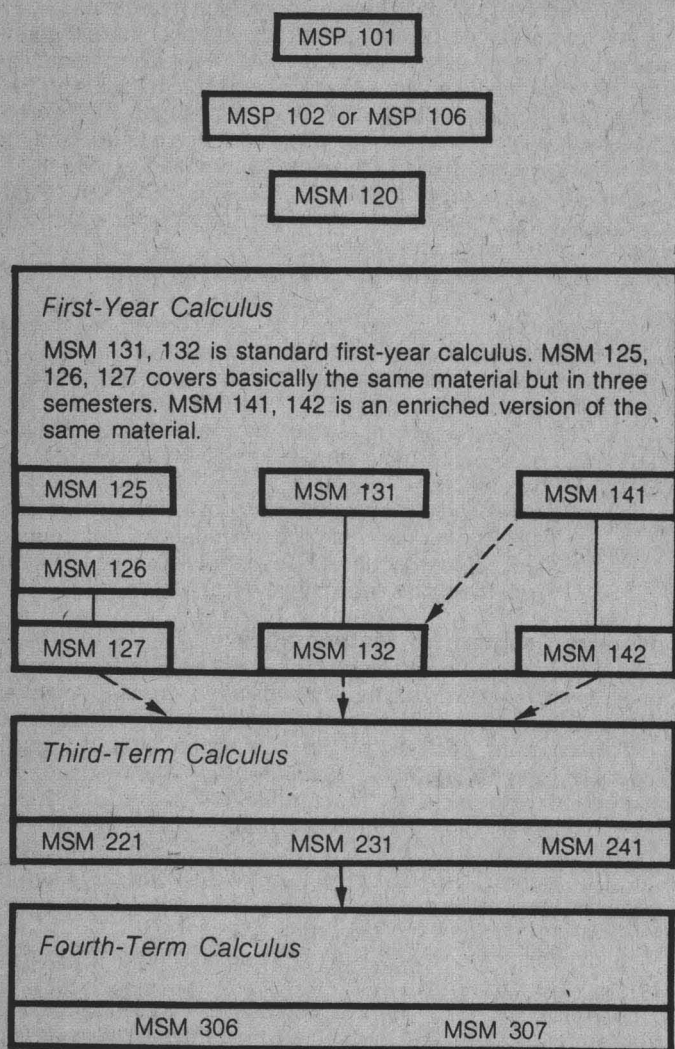 MSP 101
MSP 102 or MSP 106
MSM 120
First-Year Calculus
MSM 131, 132 is standard first-year calculus. MSM 125,
126, 127 covers basically the same material but in three
semesters. MSM 141, 142 is an enriched version of the
same material.
MSM 125 MSM 131 MSM 141
MSM 126
MSM 127 MSM 132 MSM 142
Third-Term Calculus
MSM 221 MSM 231 MSM 241
Fourth-Term Calculus
MSM 306 MSM 307